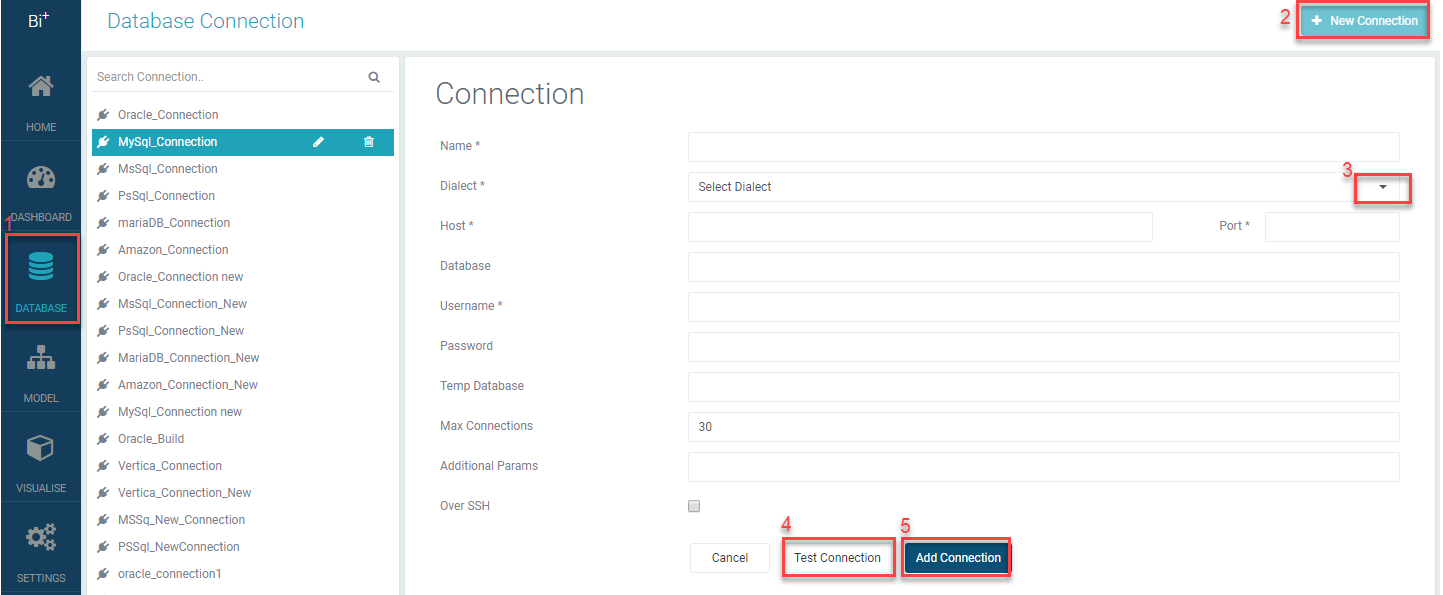 Bi+
Database Connection
2
+ New Connection
HOME
DASHBOARD
1
DATABASE
MODEL
VISUALISE
SETTINGS
Search Connection..
Oracle_Connection
MySql_Connection
MsSql_Connection
PsSql_Connection
mariaDB_Connection
Amazon_Connection
Oracle_Connection new
MsSql_Connection_New
PsSql_Connection_New
MariaDB_Connection_New
Amazon_Connection_New
MySql_Connection new
Oracle_Build
Vertica_Connection
Vertica_Connection_New
MSSq_New_Connection
PSSql_NewConnection
oracle_connection1
Connection
Name *
Dialect * Select Dialect 3
Host * Port *
Database
Username *
Password
Temp Database
Max Connections 30
Additional Params
Over SSH
4 5
Cancel Test Connection Add Connection